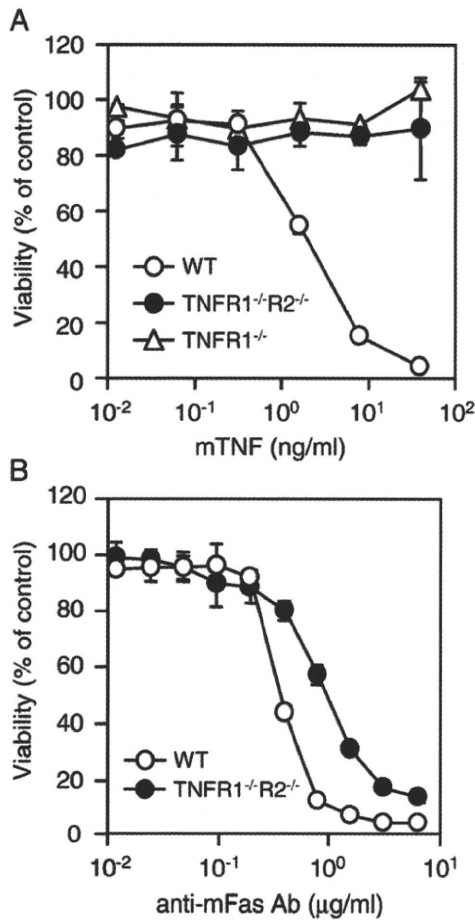 A
120
100
80
60
40
20
0
Viability (% of control)
WT
TNFR1⁻/⁻R2⁻/⁻
TNFR1⁻/⁻
10⁻² 10⁻¹ 10⁰ 10¹ 10²
mTNF (ng/ml)
B
120
100
80
60
40
20
0
Viability (% of control)
WT
TNFR1⁻/⁻R2⁻/⁻
10⁻² 10⁻¹ 10⁰ 10¹
anti-mFas Ab (μg/ml)